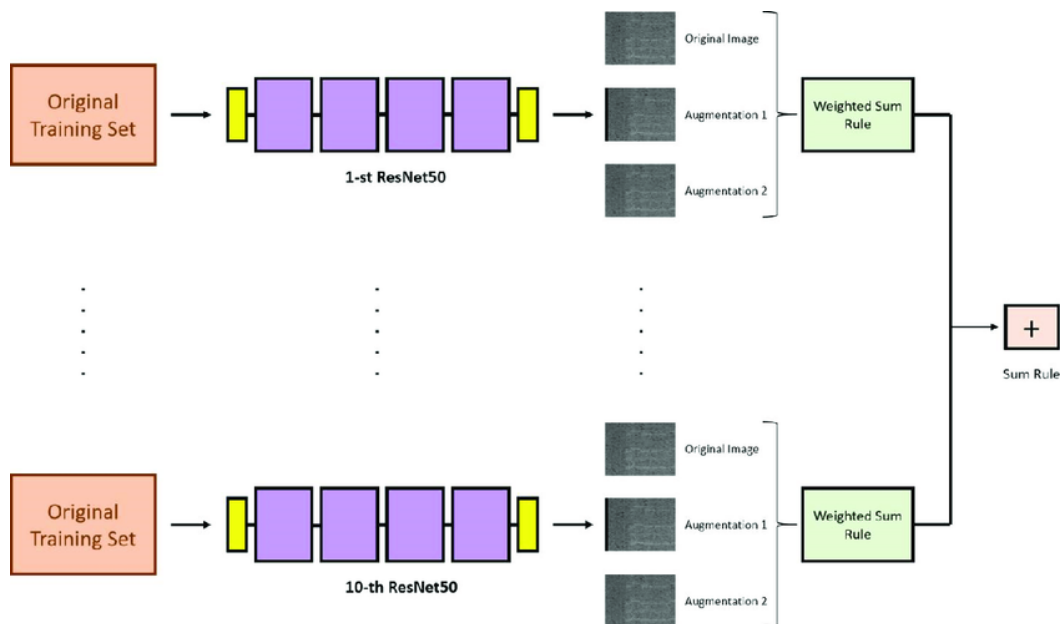 Original
Training Set
1-st ResNet50
Original Image
Augmentation 1
Augmentation 2
Weighted Sum
Rule
+
Sum Rule
Original
Training Set
10-th ResNet50
Original Image
Augmentation 1
Augmentation 2
Weighted Sum
Rule